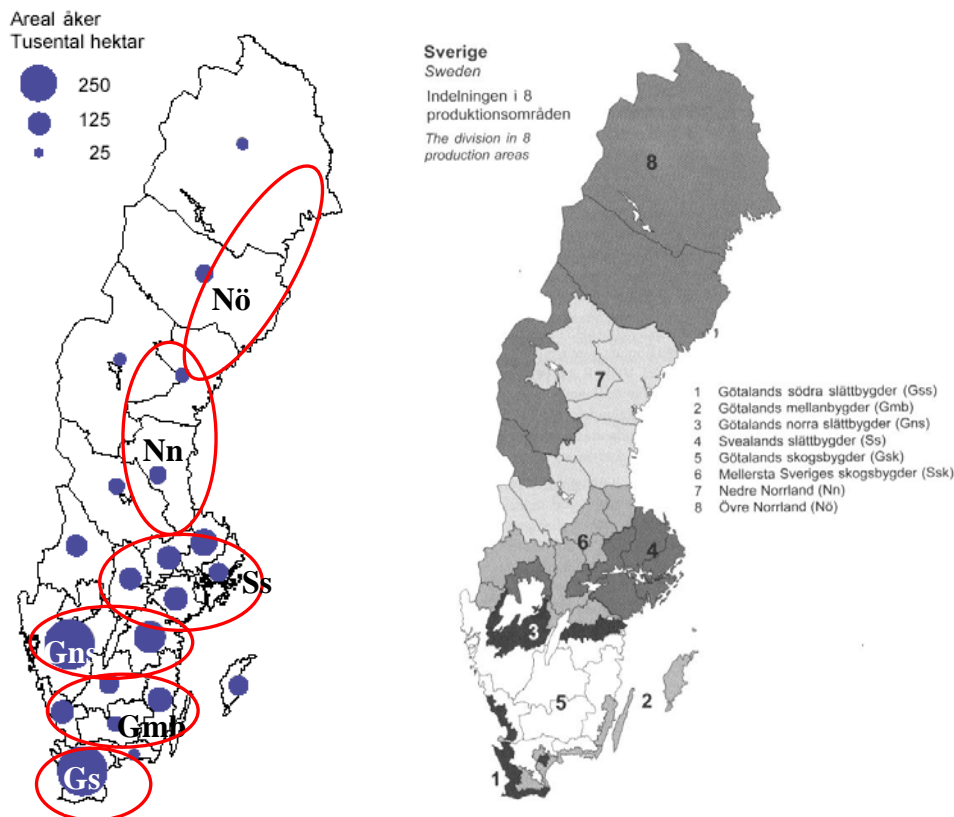 Areal åker
Tusental hektar
250
125
25
Nö
Nn
Ss
Gns
Gmb
Gs
Sverige
Sweden
Indelningen i 8
produktionsområden
The division in 8
production areas
8
7
6
4
3
5
2
1
1 Götalands södra slättbygder (Gss)
2 Götalands mellanbygder (Gmb)
3 Götalands norra slättbygder (Gns)
4 Svealands slättbygder (Ss)
5 Götalands skogsbygder (Gsk)
6 Mellersta Sveriges skogsbygder (Ssk)
7 Nedre Norrland (Nn)
8 Övre Norrland (Nö)